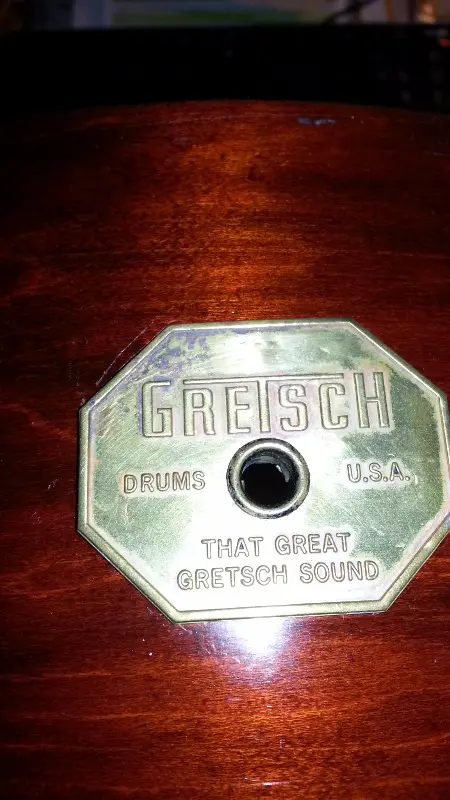 GRETSCH
DRUMS U.S.A.
THAT GREAT
GRETSCH SOUND